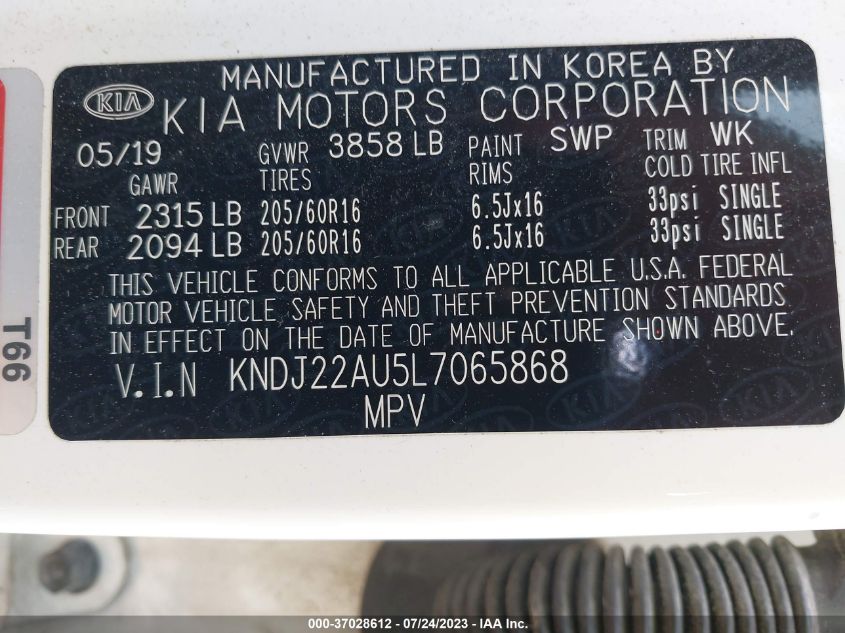 MANUFACTURED IN KOREA BY
KIA KIA MOTORS CORPORATION
05/19 GVWR 3858 LB PAINT SWP TRIM WK
GAWR TIRES RIMS COLD TIRE INFL
FRONT 2315 LB 205/60R16 6.5Jx16 33psi SINGLE
REAR 2094 LB 205/60R16 6.5Jx16 33psi SINGLE
THIS VEHICLE CONFORMS TO ALL APPLICABLE U.S.A. FEDERAL
MOTOR VEHICLE SAFETY AND THEFT PREVENTION STANDARDS
IN EFFECT ON THE DATE OF MANUFACTURE SHOWN ABOVE.
V.I.N KNDJ22AU5L7065868
MPV
T66
000-37028612 / 07/24/2023 - IAA Inc.